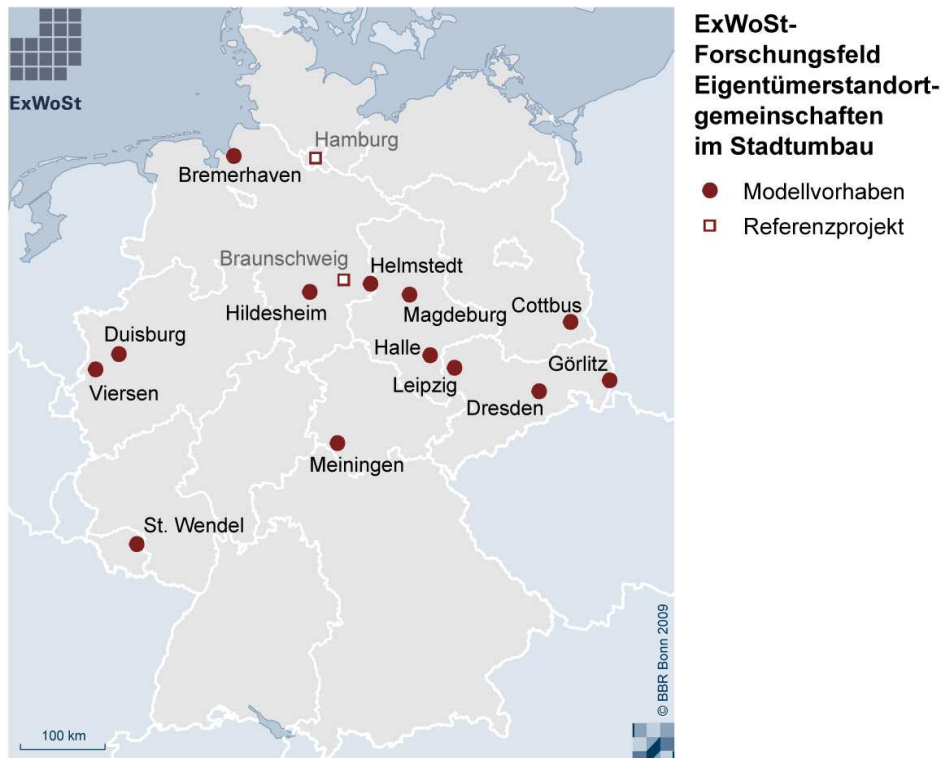 ExWoSt
ExWoSt-
Forschungsfeld
Eigentümerstandort-
gemeinschaften
im Stadtumbau
Modellvorhaben
Referenzprojekt
Hamburg
Bremerhaven
Braunschweig
Helmstedt
Hildesheim
Magdeburg
Cottbus
Duisburg
Halle
Görlitz
Viersen
Leipzig
Dresden
Meiningen
St. Wendel
100 km
© BBR Bonn 2009